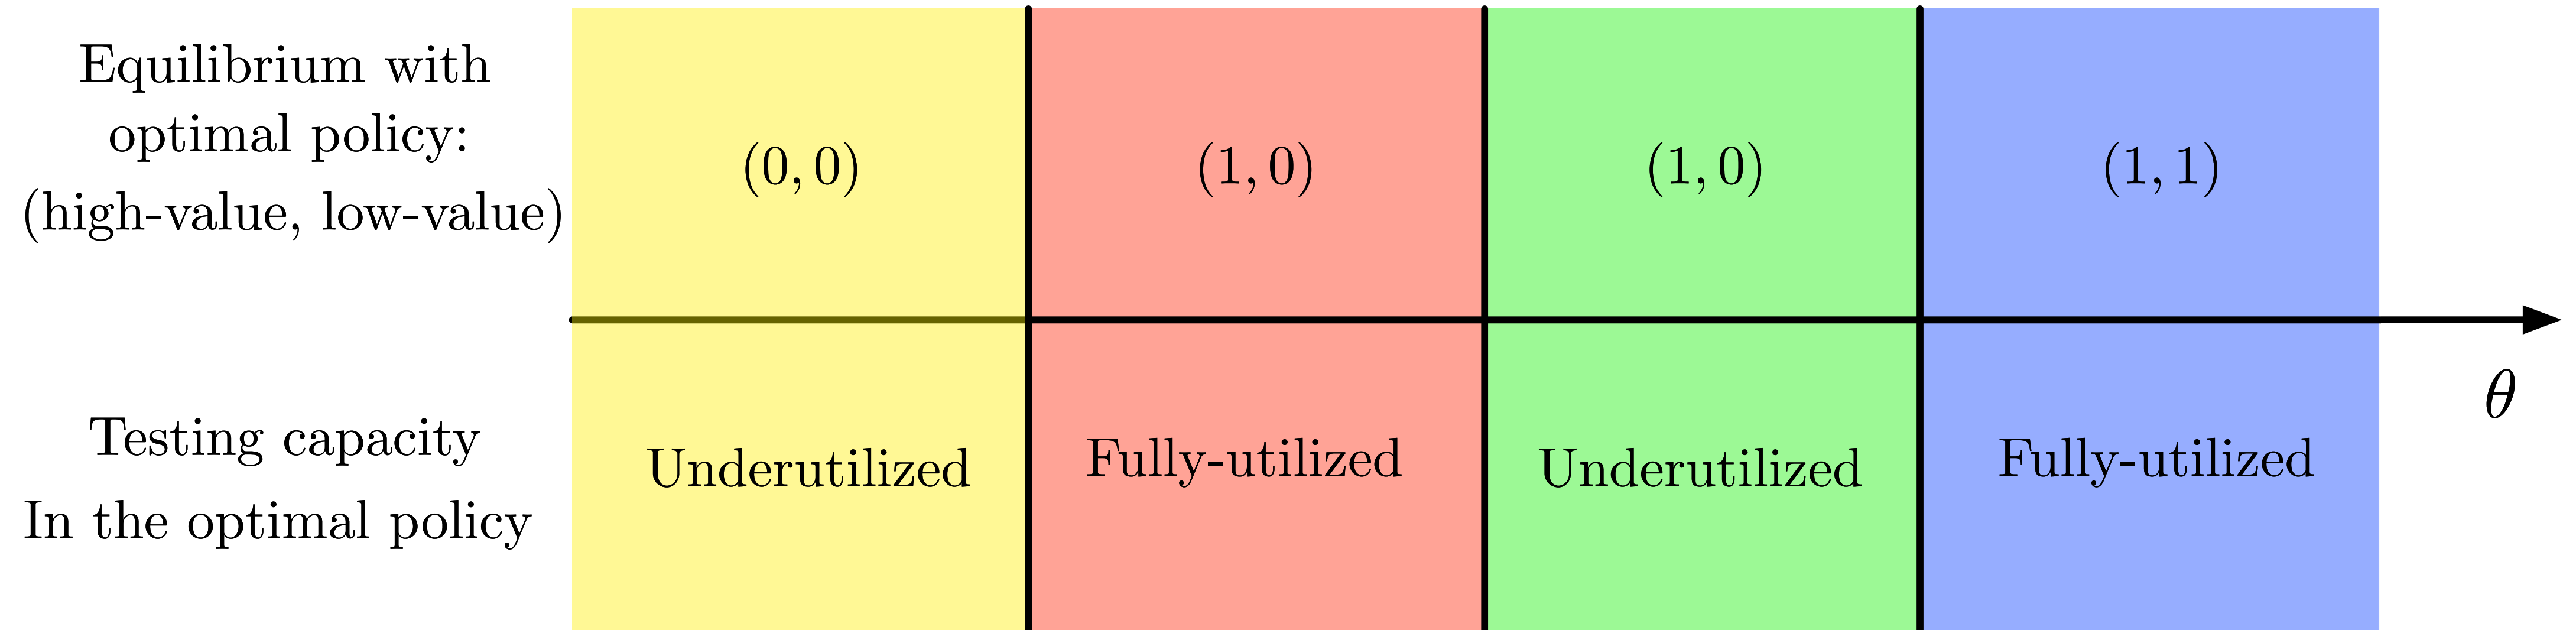 Equilibrium with
optimal policy:
(high-value, low-value)
(0, 0)
(1, 0)
(1, 0)
(1, 1)
θ
Testing capacity
In the optimal policy
Underutilized
Fully-utilized
Underutilized
Fully-utilized